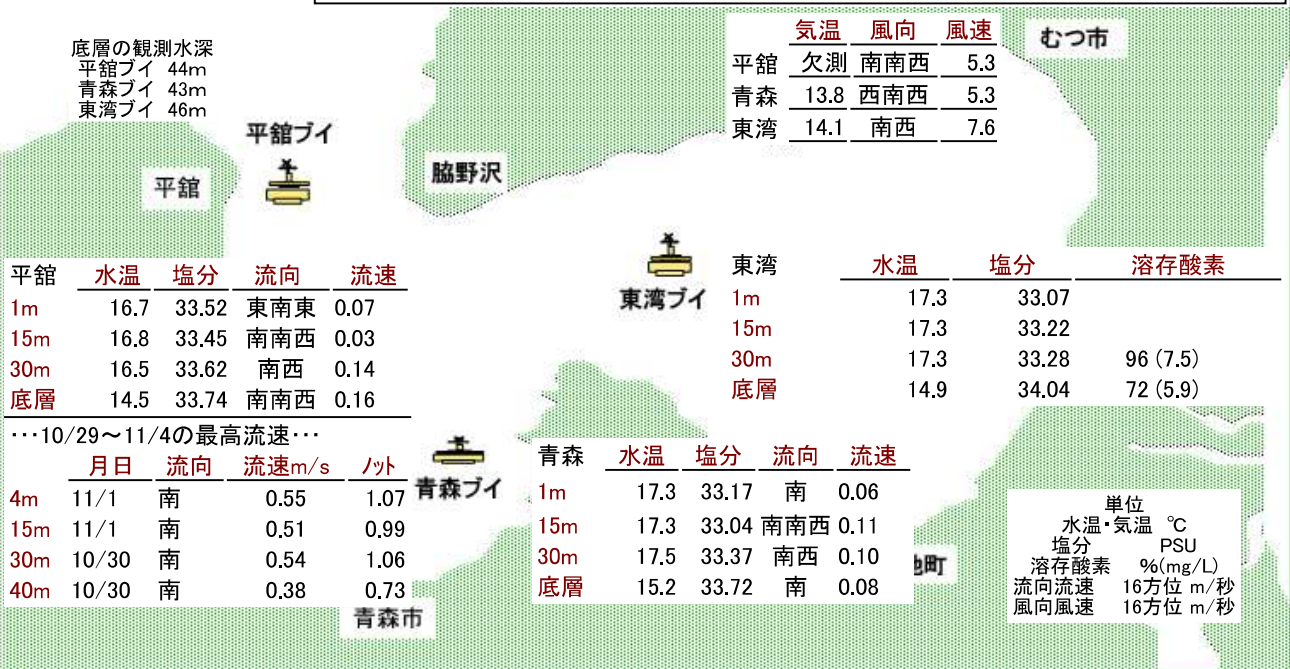 底層の観測水深
平舘ブイ 44m
青森ブイ 43m
東湾ブイ 46m
気温 風向 風速
平舘 欠測 南南西 5.3
青森 13.8 西南西 5.3
東湾 14.1 南西 7.6
むつ市
平舘ブイ
平舘
脇野沢
東湾ブイ
平舘 水温 塩分 流向 流速
1m 16.7 33.52 東南東 0.07
15m 16.8 33.45 南南西 0.03
30m 16.5 33.62 南西 0.14
底層 14.5 33.74 南南西 0.16
東湾 水温 塩分 溶存酸素
1m 17.3 33.07
15m 17.3 33.22
30m 17.3 33.28 96 (7.5)
底層 14.9 34.04 72 (5.9)
…10/29～11/4の最高流速…
月日 流向 流速m/s ノット
4m 11/1 南 0.55 1.07
15m 11/1 南 0.51 0.99
30m 10/30 南 0.54 1.06
40m 10/30 南 0.38 0.73
青森ブイ
青森 水温 塩分 流向 流速
1m 17.3 33.17 南 0.06
15m 17.3 33.04 南南西 0.11
30m 17.5 33.37 南西 0.10
底層 15.2 33.72 南 0.08
町
青森市
単位
水温・気温 ℃
塩分 PSU
溶存酸素 %(mg/L)
流向流速 16方位 m/秒
風向風速 16方位 m/秒